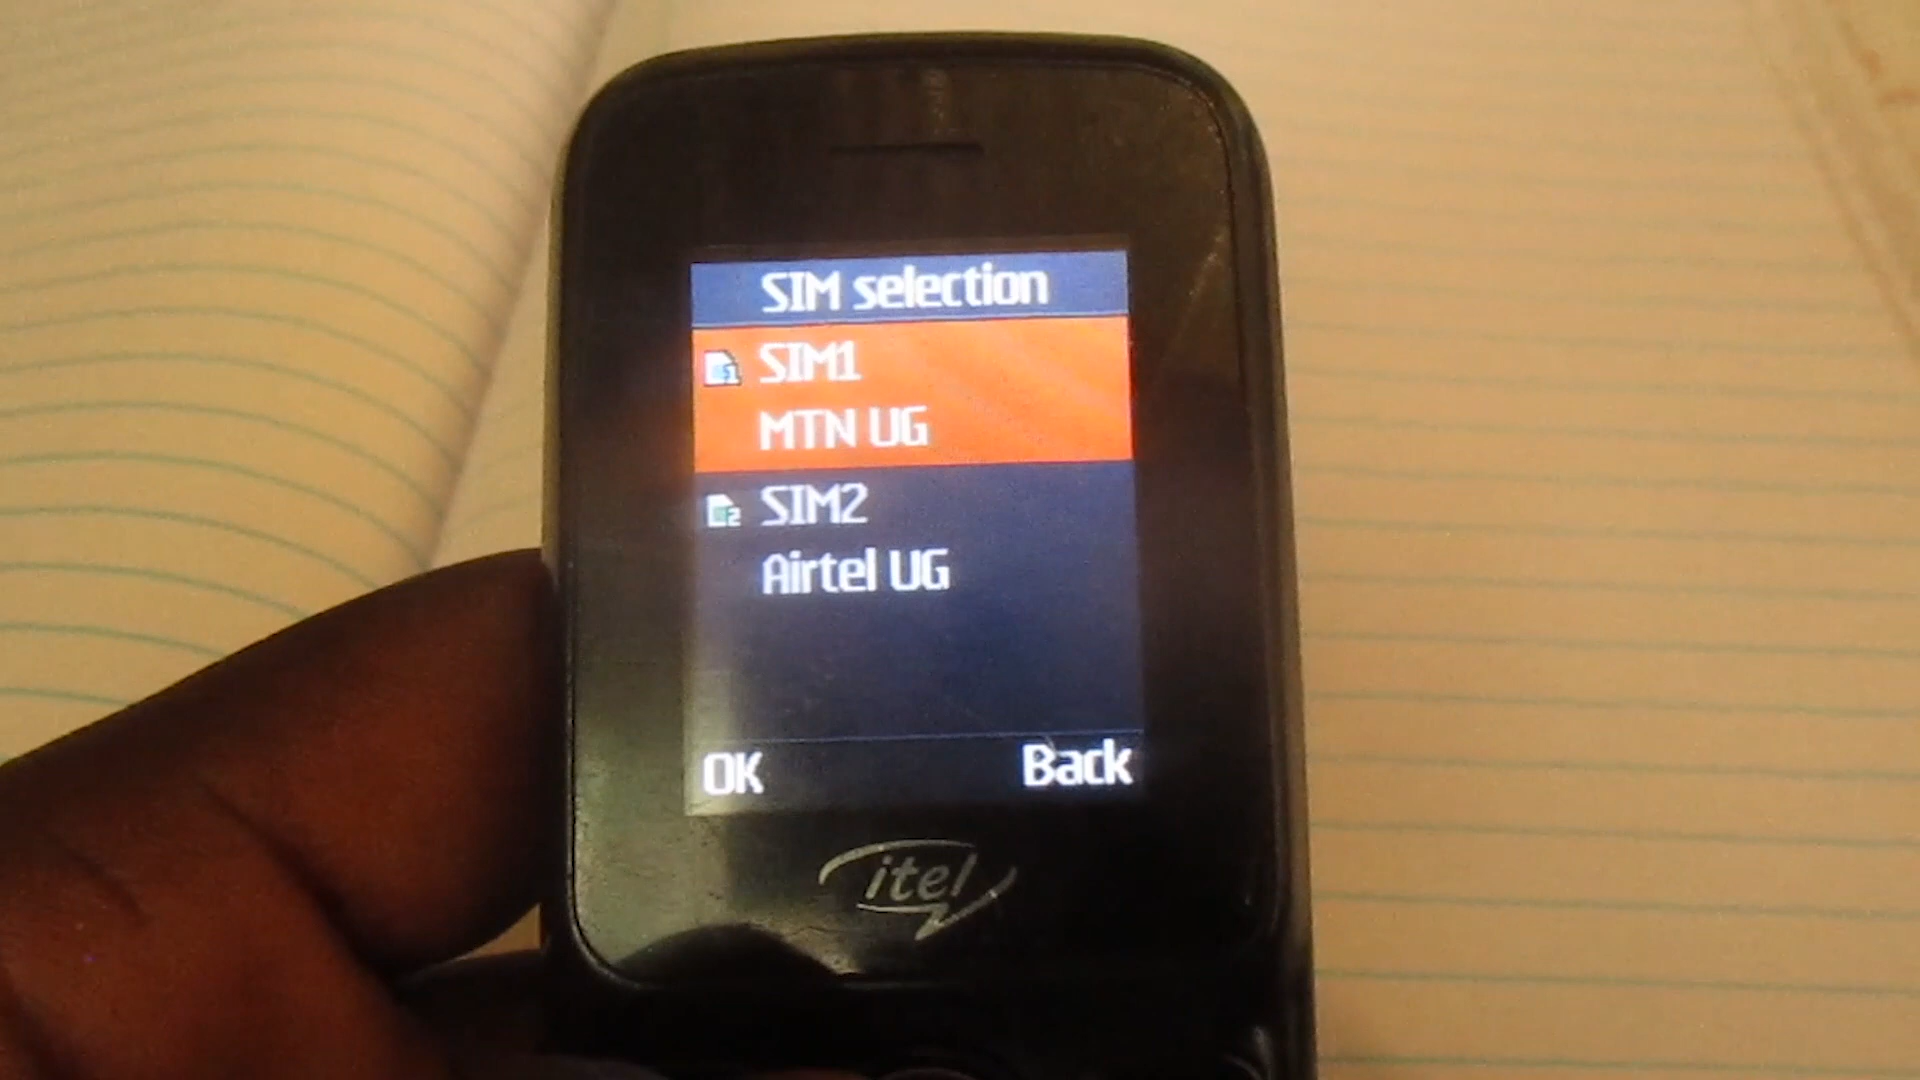 SIM selection
SIM1
MTN UG
SIM2
Airtel UG
OK Back
itel